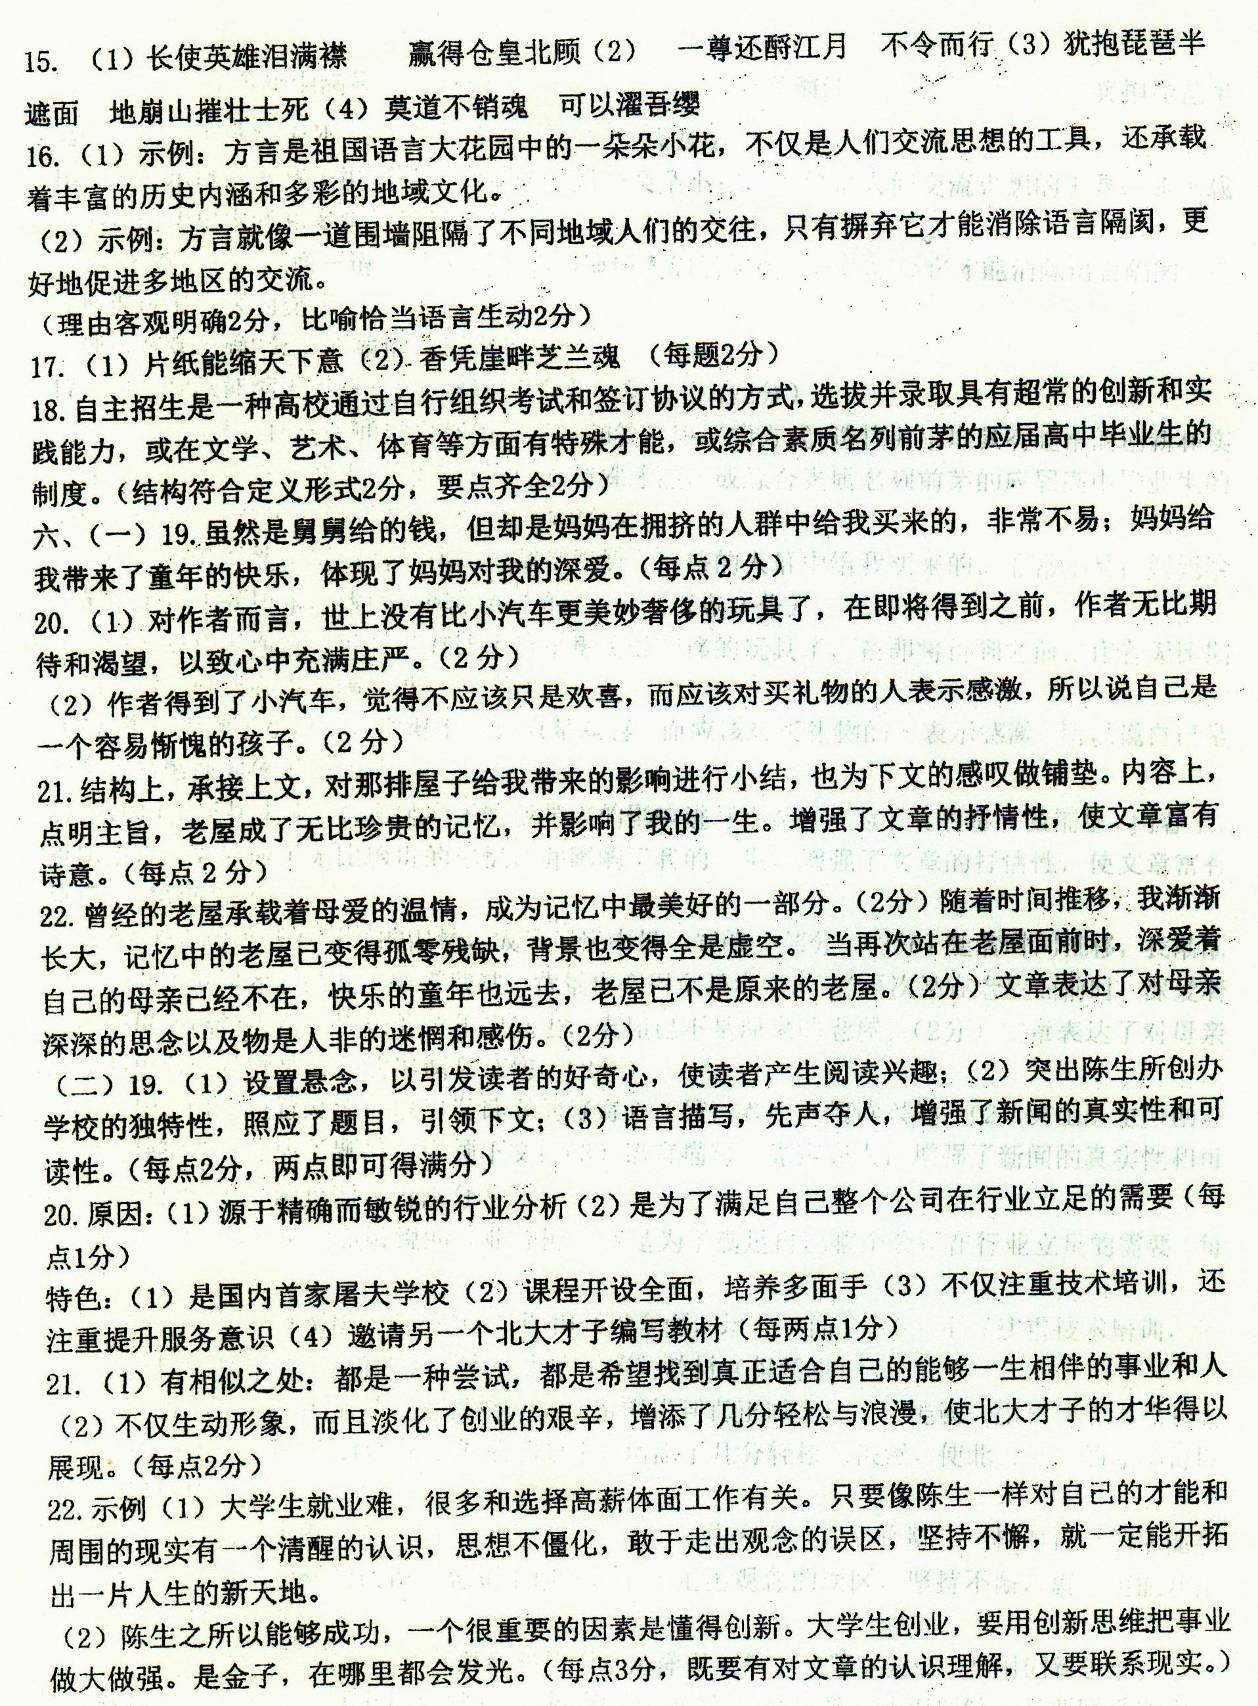 15. （1）长使英雄泪满襟　　赢得仓皇北顾（2）　一尊还酹江月　不令而行（3）犹抱琵琶半
遮面　地崩山摧壮士死（4）莫道不销魂　可以濯吾缨
16.（1）示例：方言是祖国语言大花园中的一朵朵小花，不仅是人们交流思想的工具，还承载
着丰富的历史内涵和多彩的地域文化。
（2）示例：方言就像一道围墙阻隔了不同地域人们的交往，只有摒弃它才能消除语言隔阂，更
好地促进多地区的交流。
（理由客观明确2分，比喻恰当语言生动2分）
17.（1）片纸能缩天下意（2）香凭崖畔芝兰魂　（每题2分）
18.自主招生是一种高校通过自行组织考试和签订协议的方式，选拔并录取具有超常的创新和实
践能力，或在文学、艺术、体育等方面有特殊才能，或综合素质名列前茅的应届高中毕业生的
制度。（结构符合定义形式2分，要点齐全2分）
六、（一）19.虽然是舅舅给的钱，但却是妈妈在拥挤的人群中给我买来的，非常不易；妈妈给
我带来了童年的快乐，体现了妈妈对我的深爱。（每点2分）
20.（1）对作者而言，世上没有比小汽车更美妙奢侈的玩具了，在即将得到之前，作者无比期
待和渴望，以致心中充满庄严。（2分）
（2）作者得到了小汽车，觉得不应该只是欢喜，而应该对买礼物的人表示感激，所以说自己是
一个容易惭愧的孩子。（2分）
21.结构上，承接上文，对那排屋子给我带来的影响进行小结，也为下文的感叹做铺垫。内容上，
点明主旨，老屋成了无比珍贵的记忆，并影响了我的一生。增强了文章的抒情性，使文章富有
诗意。（每点2分）
22.曾经的老屋承载着母爱的温情，成为记忆中最美好的一部分。（2分）随着时间推移，我渐渐
长大，记忆中的老屋已变得孤零残缺，背景也变得全是虚空。 当再次站在老屋面前时，深爱着
自己的母亲已经不在，快乐的童年也远去，老屋已不是原来的老屋。（2分）文章表达了对母亲
深深的思念以及物是人非的迷惘和感伤。（2分）
（二）19.（1）设置悬念，以引发读者的好奇心，使读者产生阅读兴趣；（2）突出陈生所创办
学校的独特性，照应了题目，引领下文；（3）语言描写，先声夺人，增强了新闻的真实性和可
读性。（每点2分，两点即可得满分）
20.原因：（1）源于精确而敏锐的行业分析（2）是为了满足自己整个公司在行业立足的需要（每
点1分）
特色：（1）是国内首家屠夫学校（2）课程开设全面，培养多面手（3）不仅注重技术培训，还
注重提升服务意识（4）邀请另一个北大才子编写教材（每两点1分）
21.（1）有相似之处：都是一种尝试，都是希望找到真正适合自己的能够一生相伴的事业和人
（2）不仅生动形象，而且淡化了创业的艰辛，增添了几分轻松与浪漫，使北大才子的才华得以
展现。（每点2分）
22.示例（1）大学生就业难，很多和选择高薪体面工作有关。只要像陈生一样对自己的才能和
周围的现实有一个清醒的认识，思想不僵化，敢于走出观念的误区，坚持不懈，就一定能开拓
出一片人生的新天地。
（2）陈生之所以能够成功，一个很重要的因素是懂得创新。大学生创业，要用创新思维把事业
做大做强。是金子，在哪里都会发光。（每点3分，既要有对文章的认识理解，又要联系现实。）